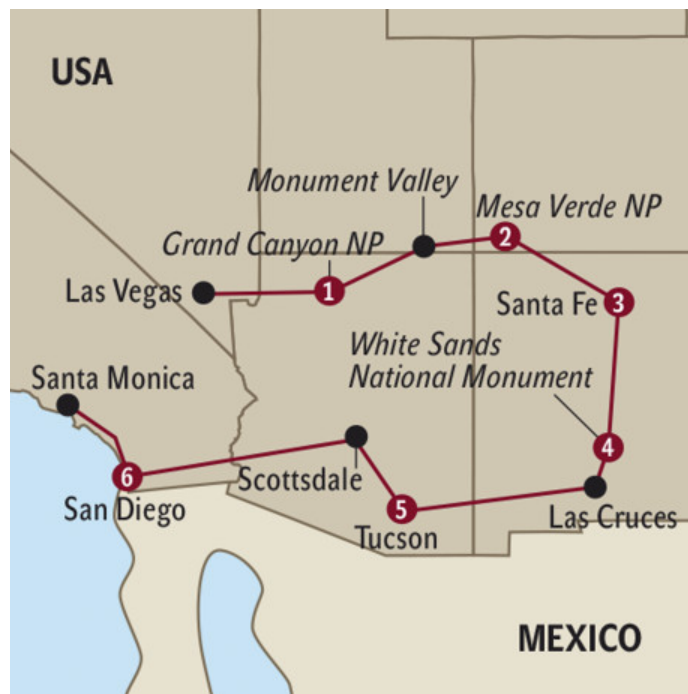 USA
Monument Valley
Mesa Verde NP
2
Grand Canyon NP
Las Vegas
1
Santa Fe
3
White Sands
National Monument
Santa Monica
4
6
Scottsdale
San Diego
5
Tucson
Las Cruces
MEXICO